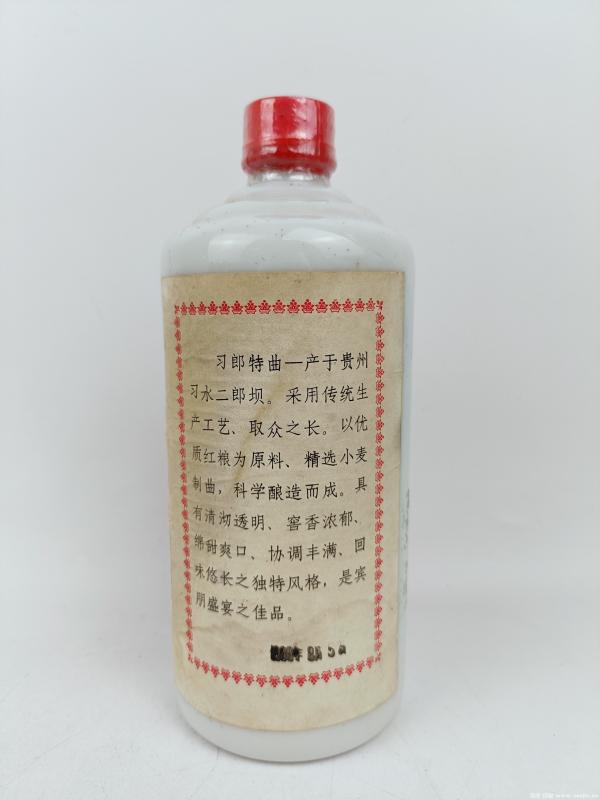 习郎特曲—产于贵州
习水二郎坝。采用传统生
产工艺、取众之长。以优
质红粮为原料、精选小麦
制曲，科学酿造而成。具
有清沏透明、窖香浓郁、
绵甜爽口、协调丰满、回
味悠长之独特风格，是宾
朋盛宴之佳品。